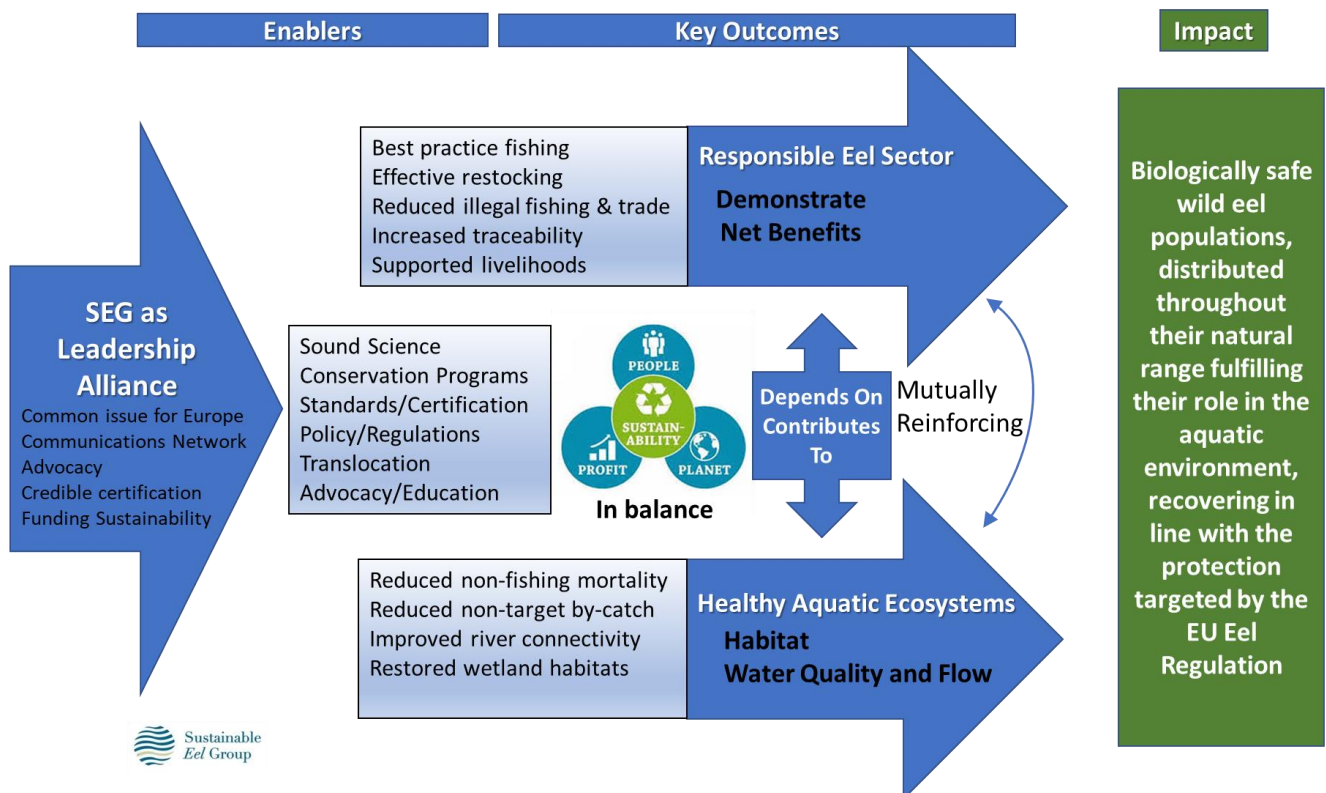 Enablers
Key Outcomes
Impact
SEG as
Leadership
Alliance
Common issue for Europe
Communications Network
Advocacy
Credible certification
Funding Sustainability
Best practice fishing
Effective restocking
Reduced illegal fishing & trade
Increased traceability
Supported livelihoods
Responsible Eel Sector
Demonstrate
Net Benefits
Sound Science
Conservation Programs
Standards/Certification
Policy/Regulations
Translocation
Advocacy/Education
PEOPLE
SUSTAIN-
ABILITY
PROFIT
PLANET
In balance
Depends On
Contributes
To
Mutually
Reinforcing
Reduced non-fishing mortality
Reduced non-target by-catch
Improved river connectivity
Restored wetland habitats
Healthy Aquatic Ecosystems
Habitat
Water Quality and Flow
Biologically safe
wild eel
populations,
distributed
throughout
their natural
range fulfilling
their role in the
aquatic
environment,
recovering in
line with the
protection
targeted by the
EU Eel
Regulation
Sustainable
Eel Group